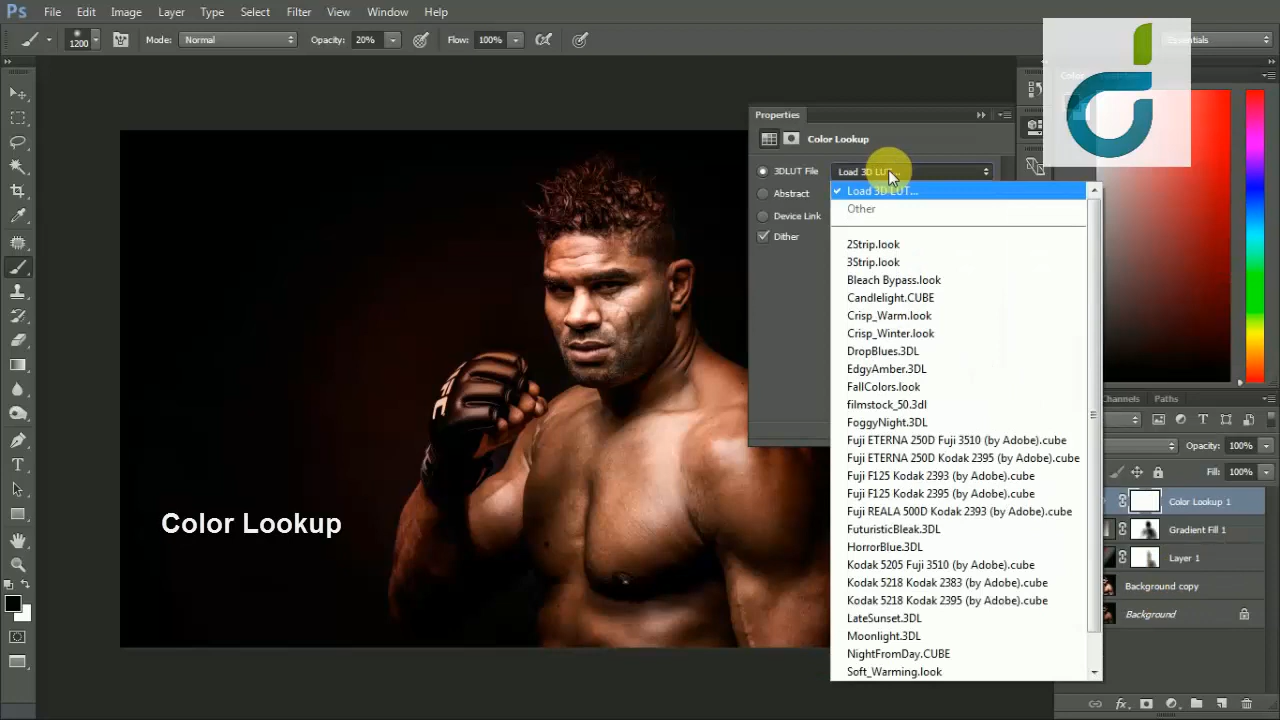 Ps File Edit Image Layer Type Select Filter View Window Help
1200 Mode: Normal Opacity: 20% Flow: 100% Essentials
Color
Properties
Color Lookup
3DLUT File Load 3D LUT...
Abstract
Device Link
Dither
Load 3D LUT...
Other
2Strip.look
3Strip.look
Bleach Bypass.look
Candlelight.CUBE
Crisp_Warm.look
Crisp_Winter.look
DropBlues.3DL
EdgyAmber.3DL
FallColors.look
filmstock_50.3dl
FoggyNight.3DL
Fuji ETERNA 250D Fuji 3510 (by Adobe).cube
Fuji ETERNA 250D Kodak 2395 (by Adobe).cube
Fuji F125 Kodak 2393 (by Adobe).cube
Fuji F125 Kodak 2395 (by Adobe).cube
Fuji REALA 500D Kodak 2393 (by Adobe).cube
FuturisticBleak.3DL
HorrorBlue.3DL
Kodak 5205 Fuji 3510 (by Adobe).cube
Kodak 5218 Kodak 2383 (by Adobe).cube
Kodak 5218 Kodak 2395 (by Adobe).cube
LateSunset.3DL
Moonlight.3DL
NightFromDay.CUBE
Soft_Warming.look
Channels Paths
Opacity: 100%
Fill: 100%
Color Lookup 1
Gradient Fill 1
Layer 1
Background copy
Background
Color Lookup